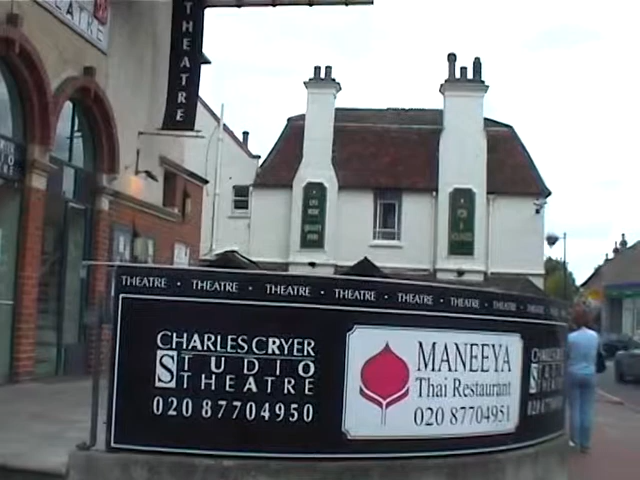 THEATRE
THEATRE
THEATRE · THEATRE · THEATRE · THEATRE · THEATRE · THEATRE · THEATRE · THEATRE
CHARLES CRYER
STUDIO
THEATRE
020 87704950
MANEEYA
Thai Restaurant
020 87704951